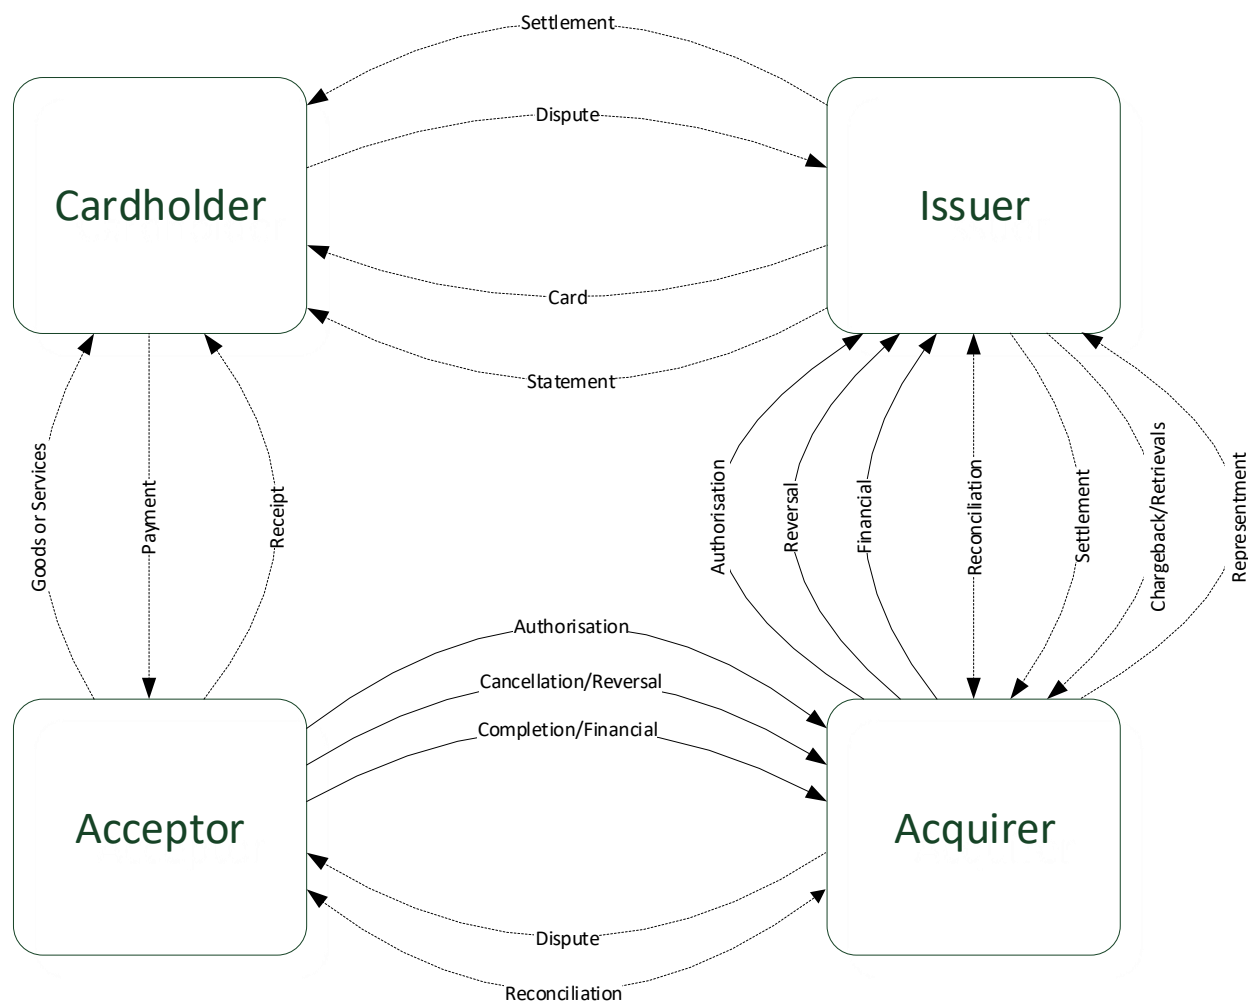 Settlement
Dispute
Cardholder
Issuer
Card
Statement
Goods or Services
Payment
Receipt
Authorisation
Reversal
Financial
Reconciliation
Settlement
Chargeback/Retrievals
Representment
Authorisation
Cancellation/Reversal
Completion/Financial
Acceptor
Acquirer
Dispute
Reconciliation